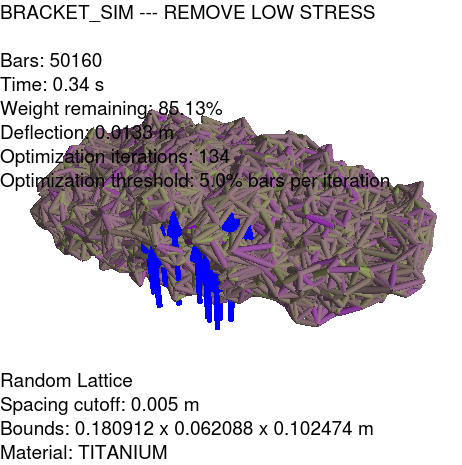 BRACKET_SIM --- REMOVE LOW STRESS
Bars: 50160
Time: 0.34 s
Weight remaining: 85.13%
Deflection: 0.0133 m
Optimization iterations: 134
Optimization threshold: 5.0% bars per iteration
Random Lattice
Spacing cutoff: 0.005 m
Bounds: 0.180912 x 0.062088 x 0.102474 m
Material: TITANIUM